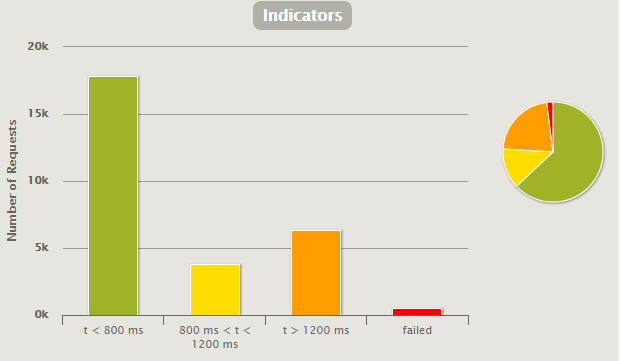 Indicators
20k
15k
10k
5k
0k
Number of Requests
t < 800 ms
800 ms < t <
1200 ms
t > 1200 ms
failed